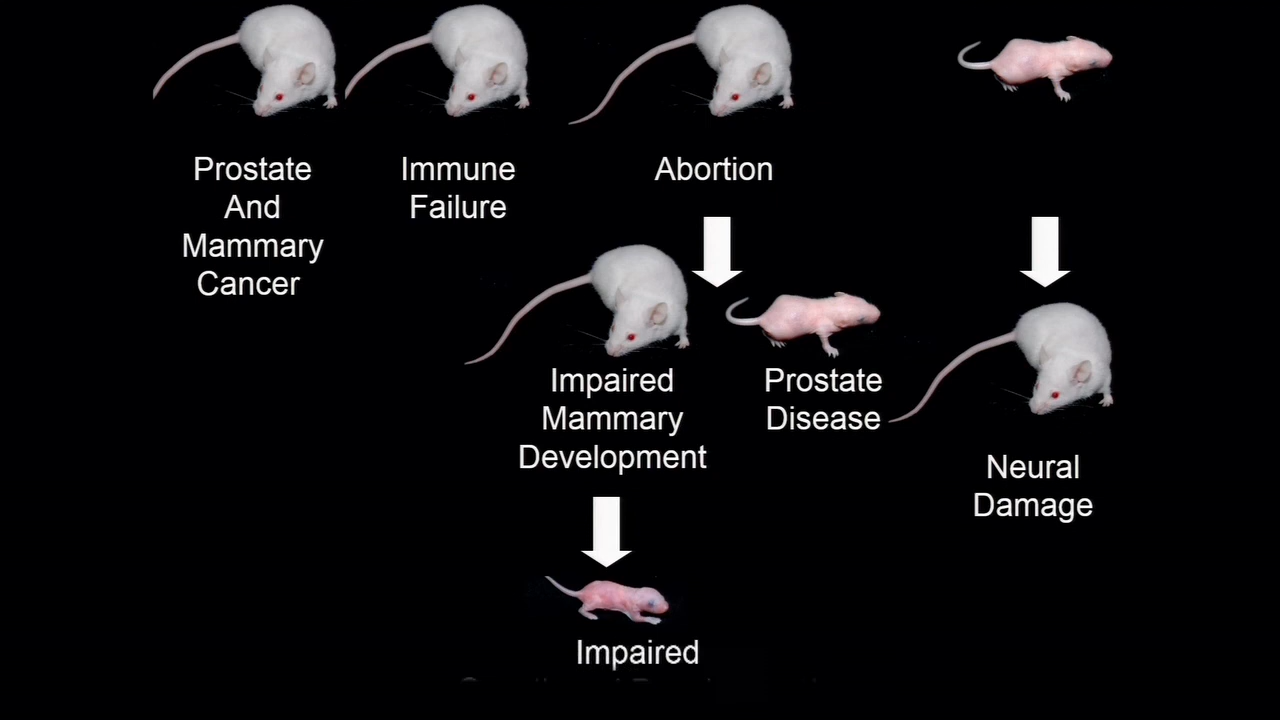 Prostate
And
Mammary
Cancer
Immune
Failure
Abortion
Impaired
Mammary
Development
Prostate
Disease
Neural
Damage
Impaired